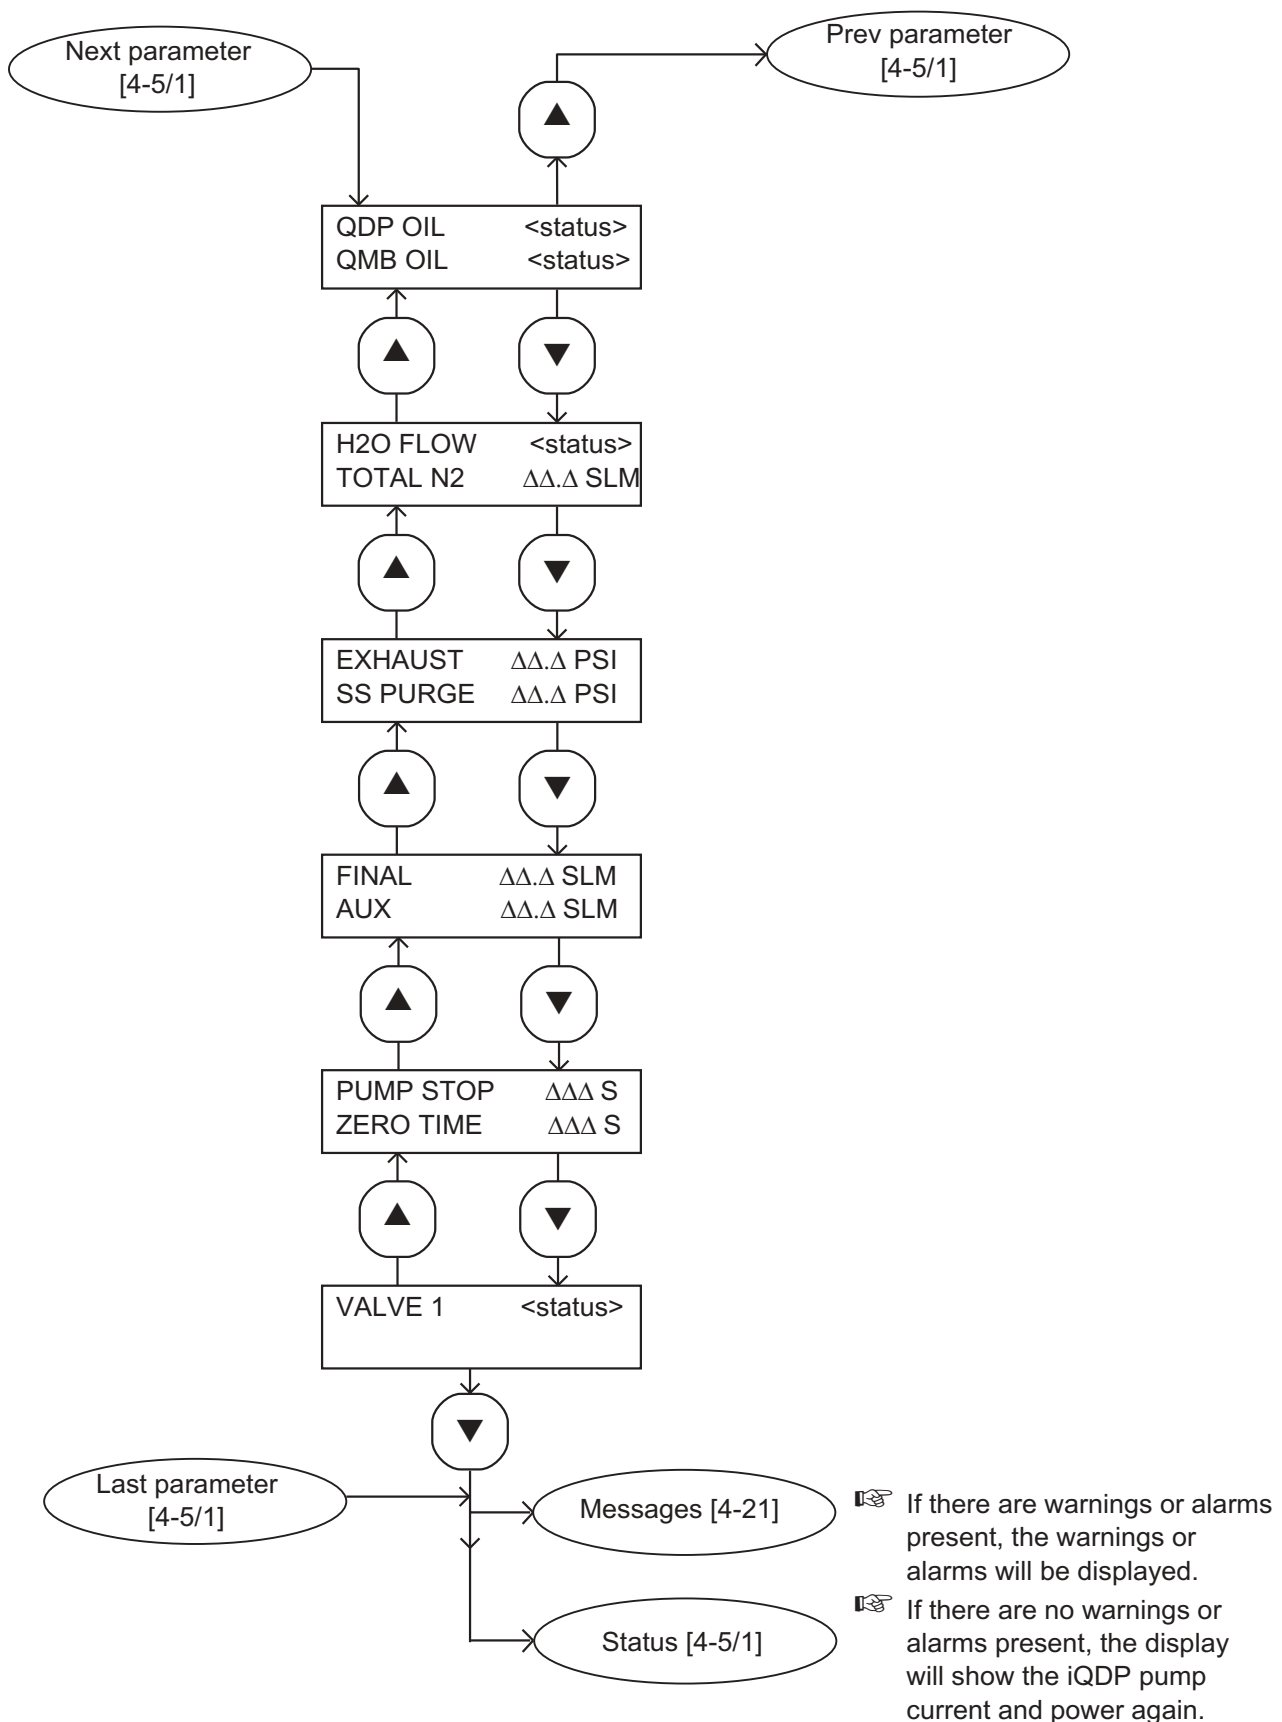 Next parameter
[4-5/1]
Prev parameter
[4-5/1]
▲
QDP OIL <status>
QMB OIL <status>
▲ ▼
H2O FLOW <status>
TOTAL N2 ΔΔ.Δ SLM
▲ ▼
EXHAUST ΔΔ.Δ PSI
SS PURGE ΔΔ.Δ PSI
▲ ▼
FINAL ΔΔ.Δ SLM
AUX ΔΔ.Δ SLM
▲ ▼
PUMP STOP ΔΔΔ S
ZERO TIME ΔΔΔ S
▲ ▼
VALVE 1 <status>
▼
Last parameter
[4-5/1]
Messages [4-21]
☞ If there are warnings or alarms
present, the warnings or
alarms will be displayed.
Status [4-5/1]
☞ If there are no warnings or
alarms present, the display
will show the iQDP pump
current and power again.